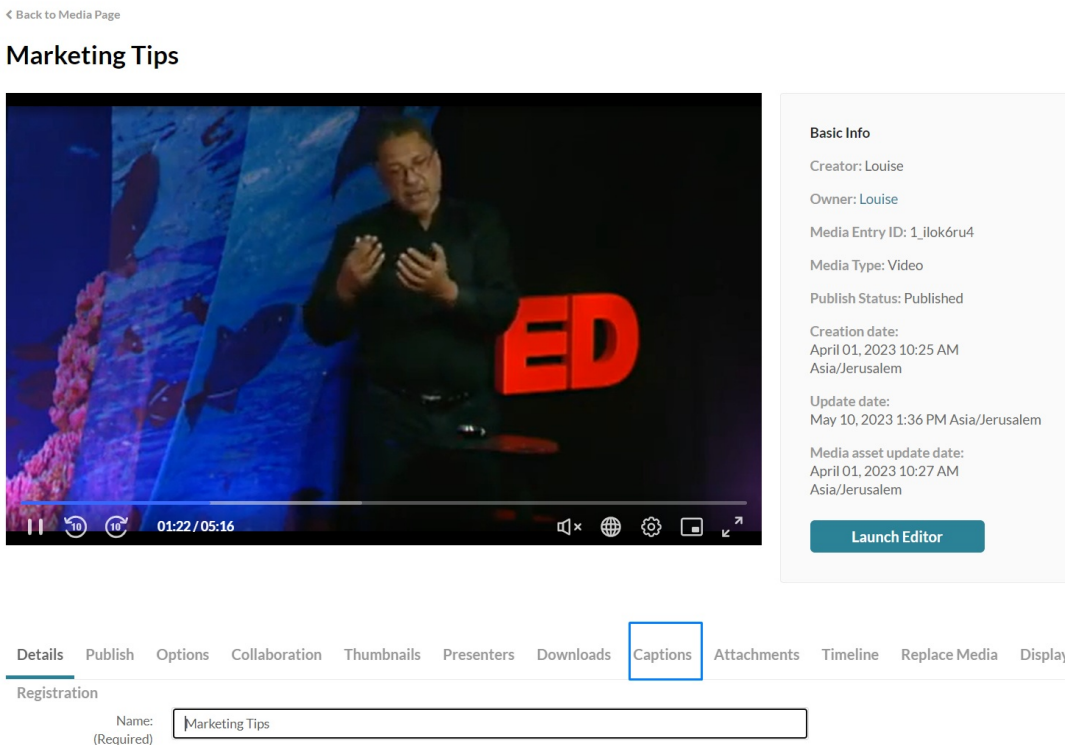 Back to Media Page
Marketing Tips
ED
10
10
01:22 / 05:16
Basic Info
Creator: Louise
Owner: Louise
Media Entry ID: 1_ilok6ru4
Media Type: Video
Publish Status: Published
Creation date:
April 01, 2023 10:25 AM
Asia/Jerusalem
Update date:
May 10, 2023 1:36 PM Asia/Jerusalem
Media asset update date:
April 01, 2023 10:27 AM
Asia/Jerusalem
Launch Editor
Details Publish Options Collaboration Thumbnails Presenters Downloads Captions Attachments Timeline Replace Media Display
Registration
Name: Marketing Tips
(Required)